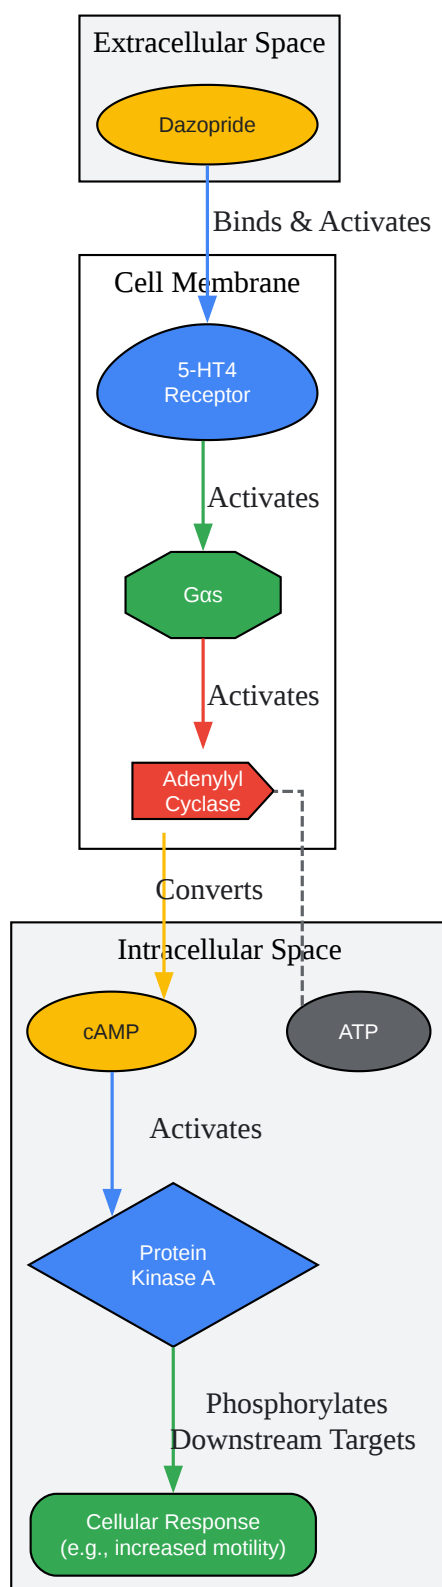 Extracellular Space
Dazopride
Binds & Activates
Cell Membrane
5-HT4
Receptor
Activates
Gαs
Activates
Adenylyl
Cyclase
Converts
Intracellular Space
cAMP
ATP
Activates
Protein
Kinase A
Phosphorylates
Downstream Targets
Cellular Response
(e.g., increased motility)